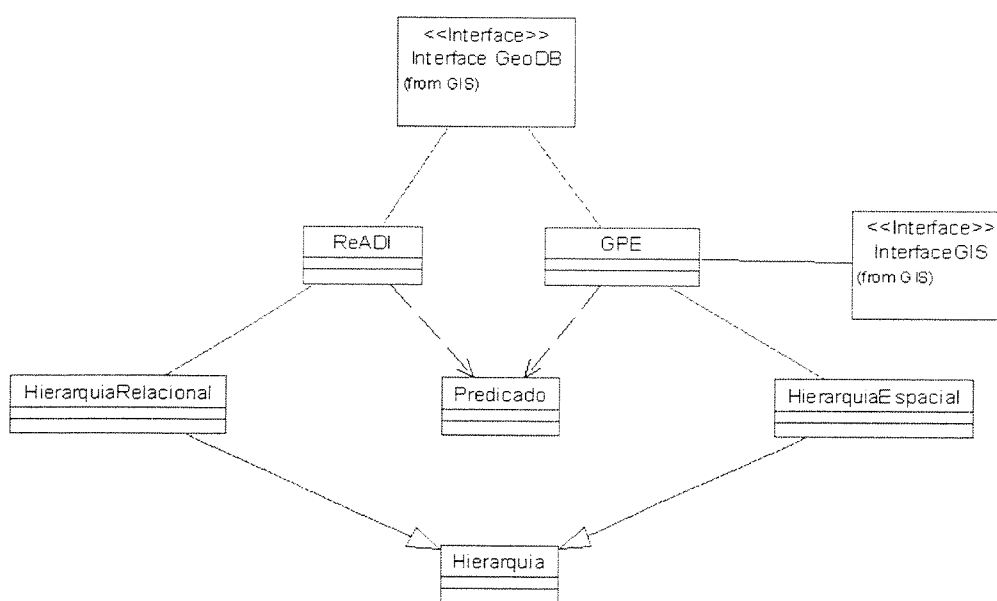 <<Interface>>
Interface GeoDB
(from GIS)
ReADI
GPE
<<Interface>>
InterfaceGIS
(from GIS)
HierarquiaRelacional
Predicado
HierarquiaEspacial
Hierarquia